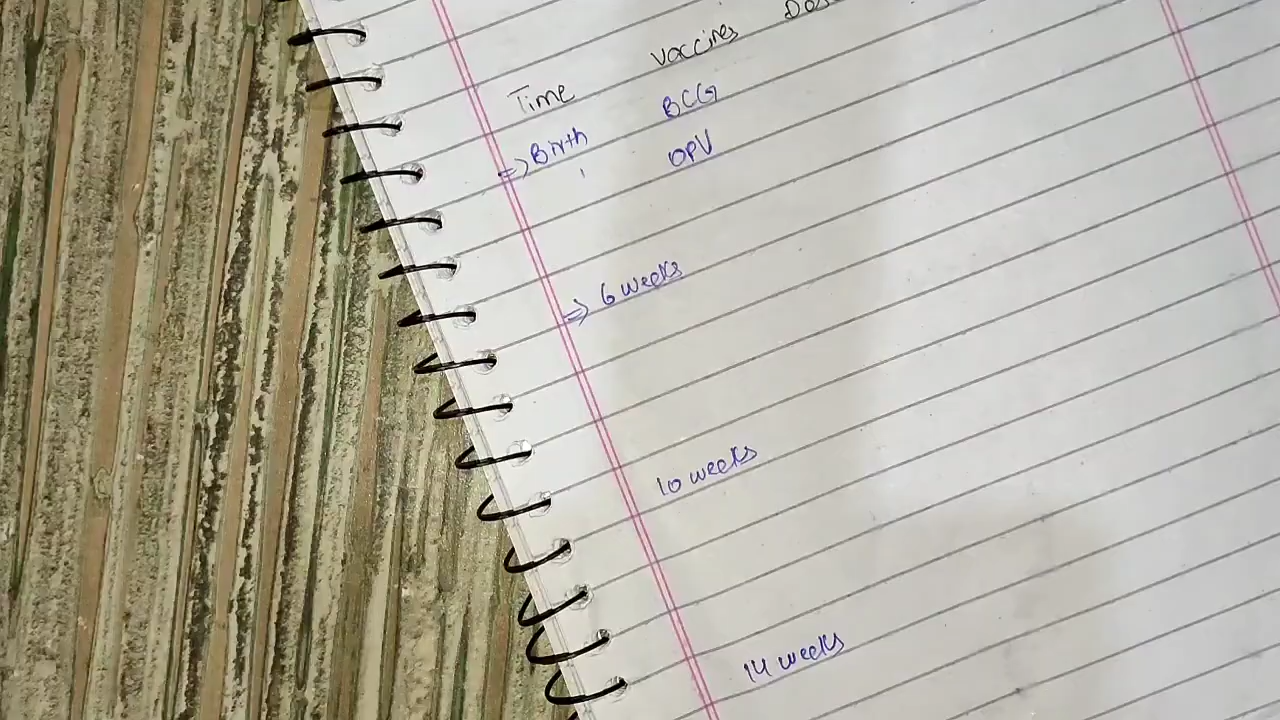 Time Vaccines
=> Birth BCG
OPV
=> 6 weeks
10 weeks
14 weeks